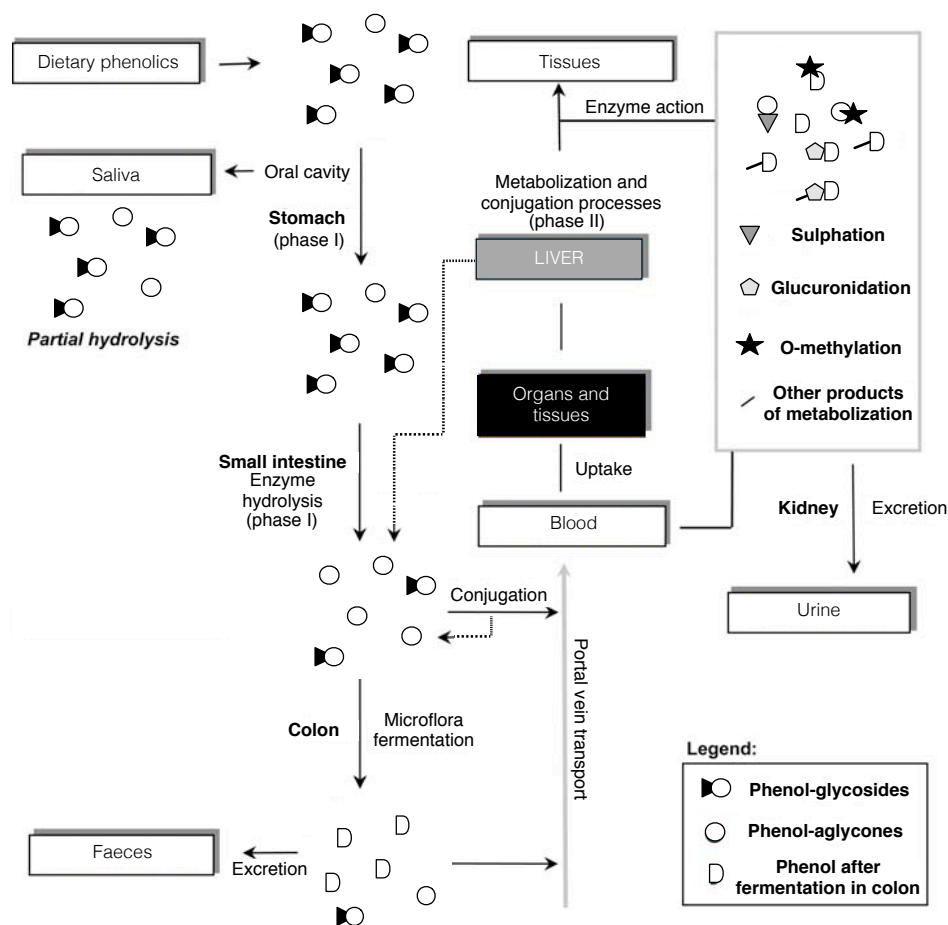 Dietary phenolics
Tissues
Enzyme action
Saliva
Oral cavity
Stomach
(phase I)
Metabolization and
conjugation processes
(phase II)
LIVER
Partial hydrolysis
Sulphation
Glucuronidation
O-methylation
Other products
of metabolization
Organs and
tissues
Small intestine
Enzyme
hydrolysis
(phase I)
Uptake
Blood
Kidney
Excretion
Conjugation
Urine
Portal vein transport
Colon
Microflora
fermentation
Faeces
Excretion
Legend:
Phenol-glycosides
Phenol-aglycones
Phenol after
fermentation in colon